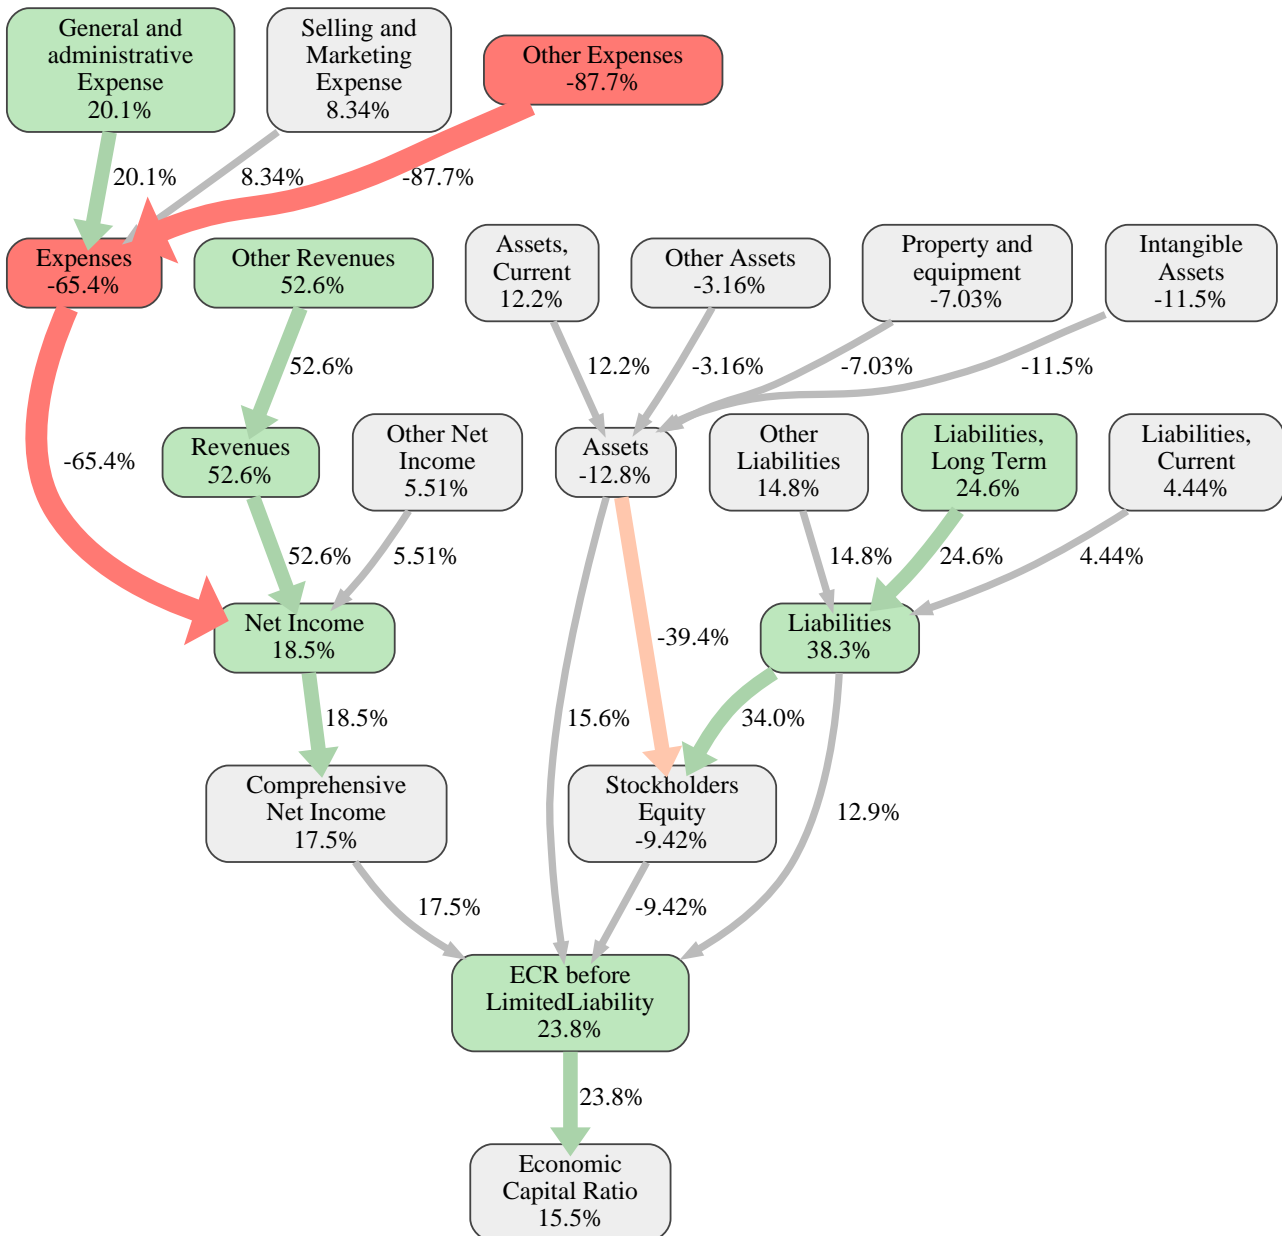 General and
administrative
Expense
20.1%
Selling and
Marketing
Expense
8.34%
Other Expenses
-87.7%
20.1%
8.34%
-87.7%
Expenses
-65.4%
Other Revenues
52.6%
Assets,
Current
12.2%
Other Assets
-3.16%
Property and
equipment
-7.03%
Intangible
Assets
-11.5%
52.6%
12.2%
-3.16%
-7.03%
-11.5%
-65.4%
Revenues
52.6%
Other Net
Income
5.51%
Assets
-12.8%
Other
Liabilities
14.8%
Liabilities,
Long Term
24.6%
Liabilities,
Current
4.44%
52.6%
5.51%
14.8%
24.6%
4.44%
Net Income
18.5%
-39.4%
Liabilities
38.3%
18.5%
15.6%
34.0%
Comprehensive
Net Income
17.5%
Stockholders
Equity
-9.42%
12.9%
17.5%
-9.42%
ECR before
LimitedLiability
23.8%
23.8%
Economic
Capital Ratio
15.5%